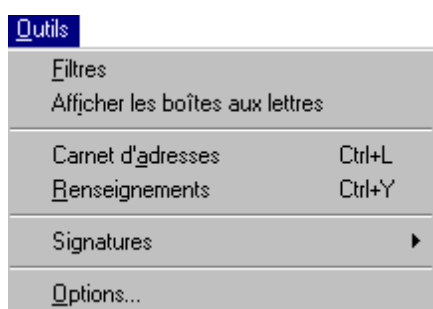 Outils
Filtres
Afficher les boîtes aux lettres
Carnet d'adresses Ctrl+L
Renseignements Ctrl+Y
Signatures
Options...